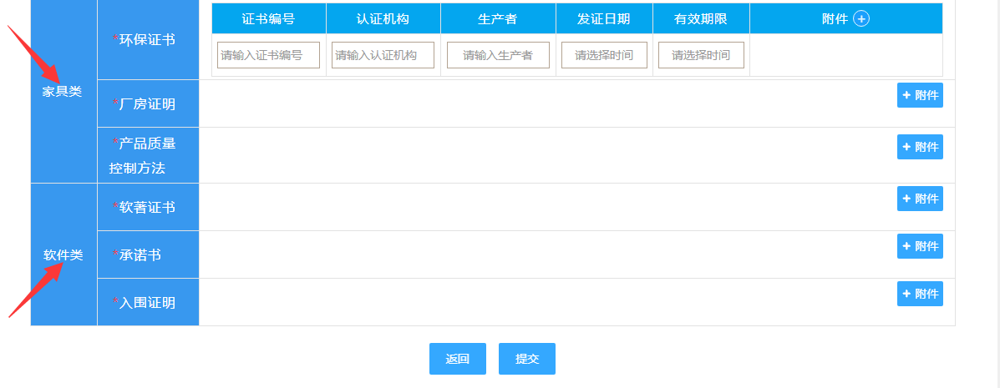 证书编号 认证机构 生产者 发证日期 有效期限 附件
*环保证书
请输入证书编号 请输入认证机构 请输入生产者 请选择时间 请选择时间
家具类
*厂房证明 + 附件
*产品质量
控制方法
+ 附件
*软著证书 + 附件
软件类
*承诺书 + 附件
*入围证明 + 附件
返回 提交